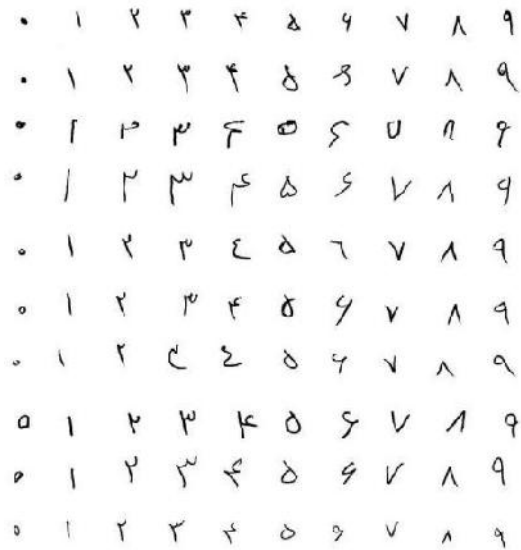 ۰ ۱ ۲ ۳ ۴ ۵ ۶ ۷ ۸ ۹
۰ ۱ ۲ ۳ ۴ ۵ ۶ ۷ ۸ ۹
۰ ۱ ۲ ۳ ۴ ۵ ۶ ۷ ۸ ۹
۰ ۱ ۲ ۳ ۴ ۵ ۶ ۷ ۸ ۹
۰ ۱ ۲ ۳ ٤ ۵ ٦ ۷ ۸ ۹
۰ ۱ ۲ ۳ ۴ ۵ ۶ ۷ ۸ ۹
۰ ۱ ۲ ۳ ٤ ۵ ۶ ۷ ۸ ۹
۰ ۱ ۲ ۳ ۴ ۵ ۶ ۷ ۸ ۹
۰ ۱ ۲ ۳ ۴ ۵ ۶ ۷ ۸ ۹
۰ ۱ ۲ ۳ ۴ ۵ ۶ ۷ ۸ ۹